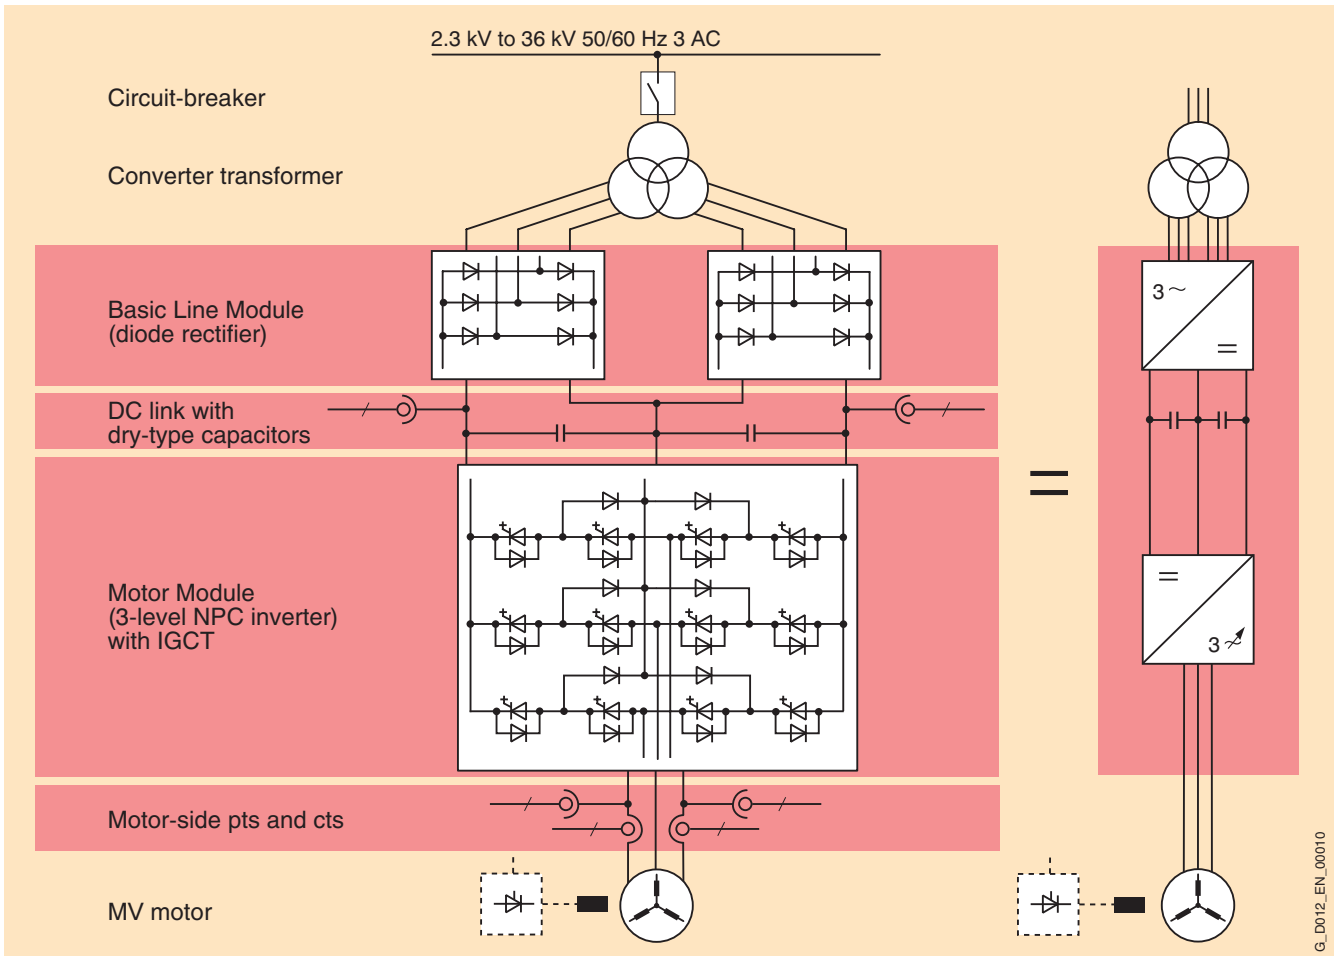 2.3 kV to 36 kV 50/60 Hz 3 AC
Circuit-breaker
Converter transformer
Basic Line Module
(diode rectifier)
3 ~
=
DC link with
dry-type capacitors
=
Motor Module
(3-level NPC inverter)
with IGCT
=
3 ~
Motor-side pts and cts
MV motor
G_D012_EN_00010